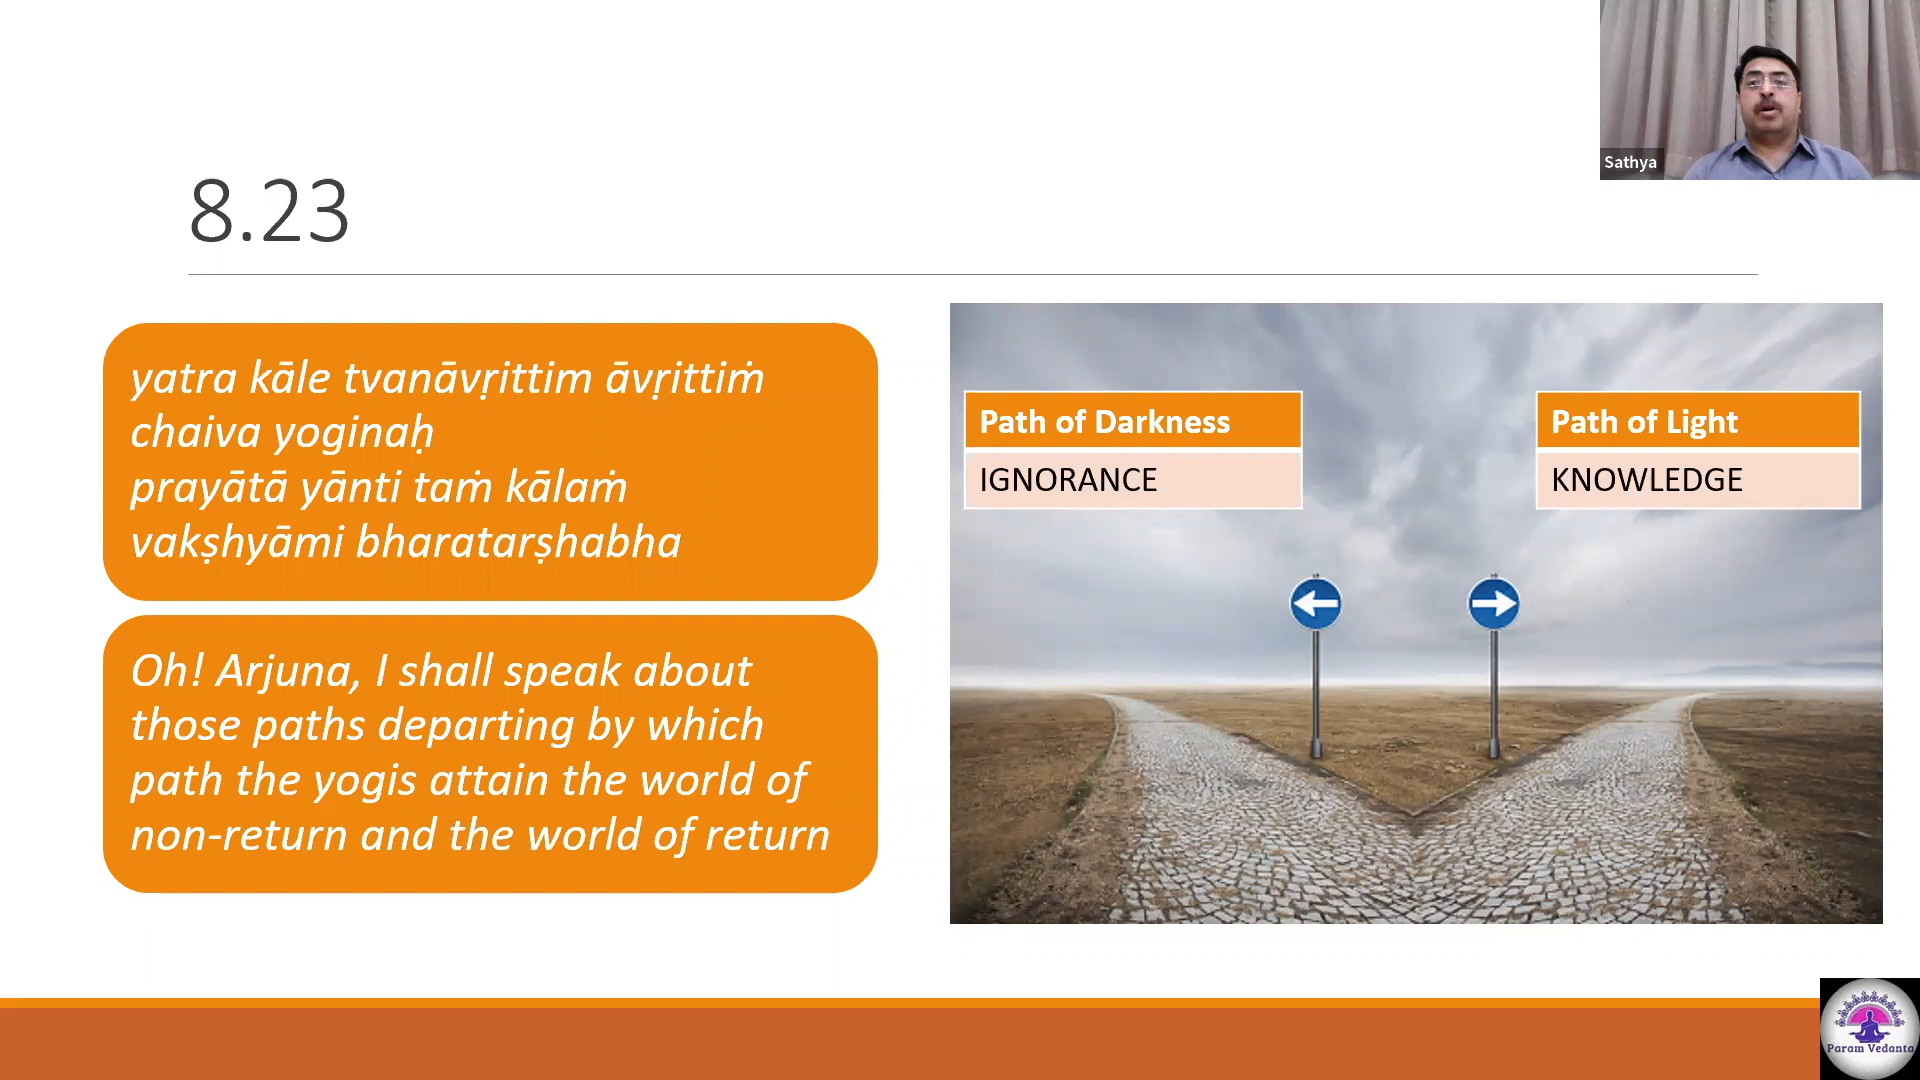 Sathya
8.23
yatra kāle tvanāvṛittim āvṛittiṁ
chaiva yoginaḥ
prayātā yānti taṁ kālaṁ
vakṣhyāmi bharatarṣhabha
Oh! Arjuna, I shall speak about
those paths departing by which
path the yogis attain the world of
non-return and the world of return
Path of Darkness
IGNORANCE
Path of Light
KNOWLEDGE
Param Vedanta